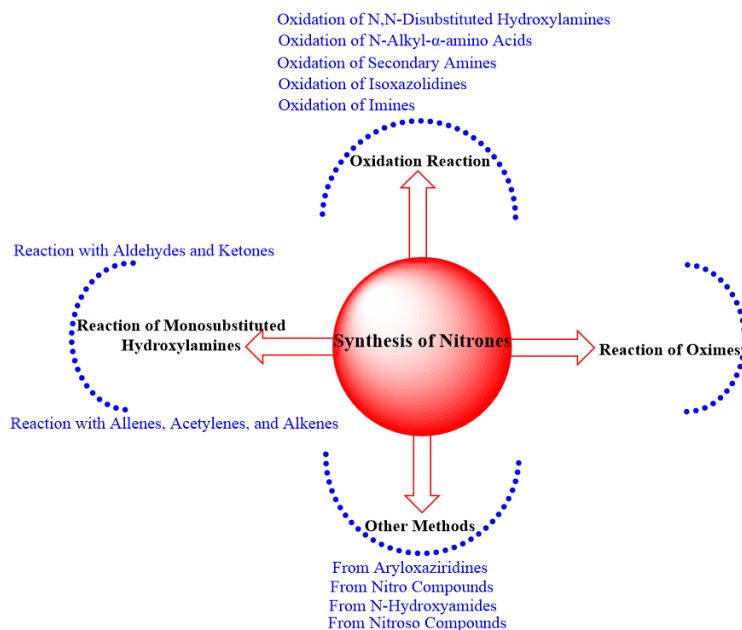 Oxidation of N,N-Disubstituted Hydroxylamines
Oxidation of N-Alkyl-α-amino Acids
Oxidation of Secondary Amines
Oxidation of Isoxazolidines
Oxidation of Imines
Oxidation Reaction
Reaction with Aldehydes and Ketones
Reaction of Monosubstituted
Hydroxylamines
Synthesis of Nitrones
Reaction of Oximes
Reaction with Allenes, Acetylenes, and Alkenes
Other Methods
From Aryloxaziridines
From Nitro Compounds
From N-Hydroxyamides
From Nitroso Compounds